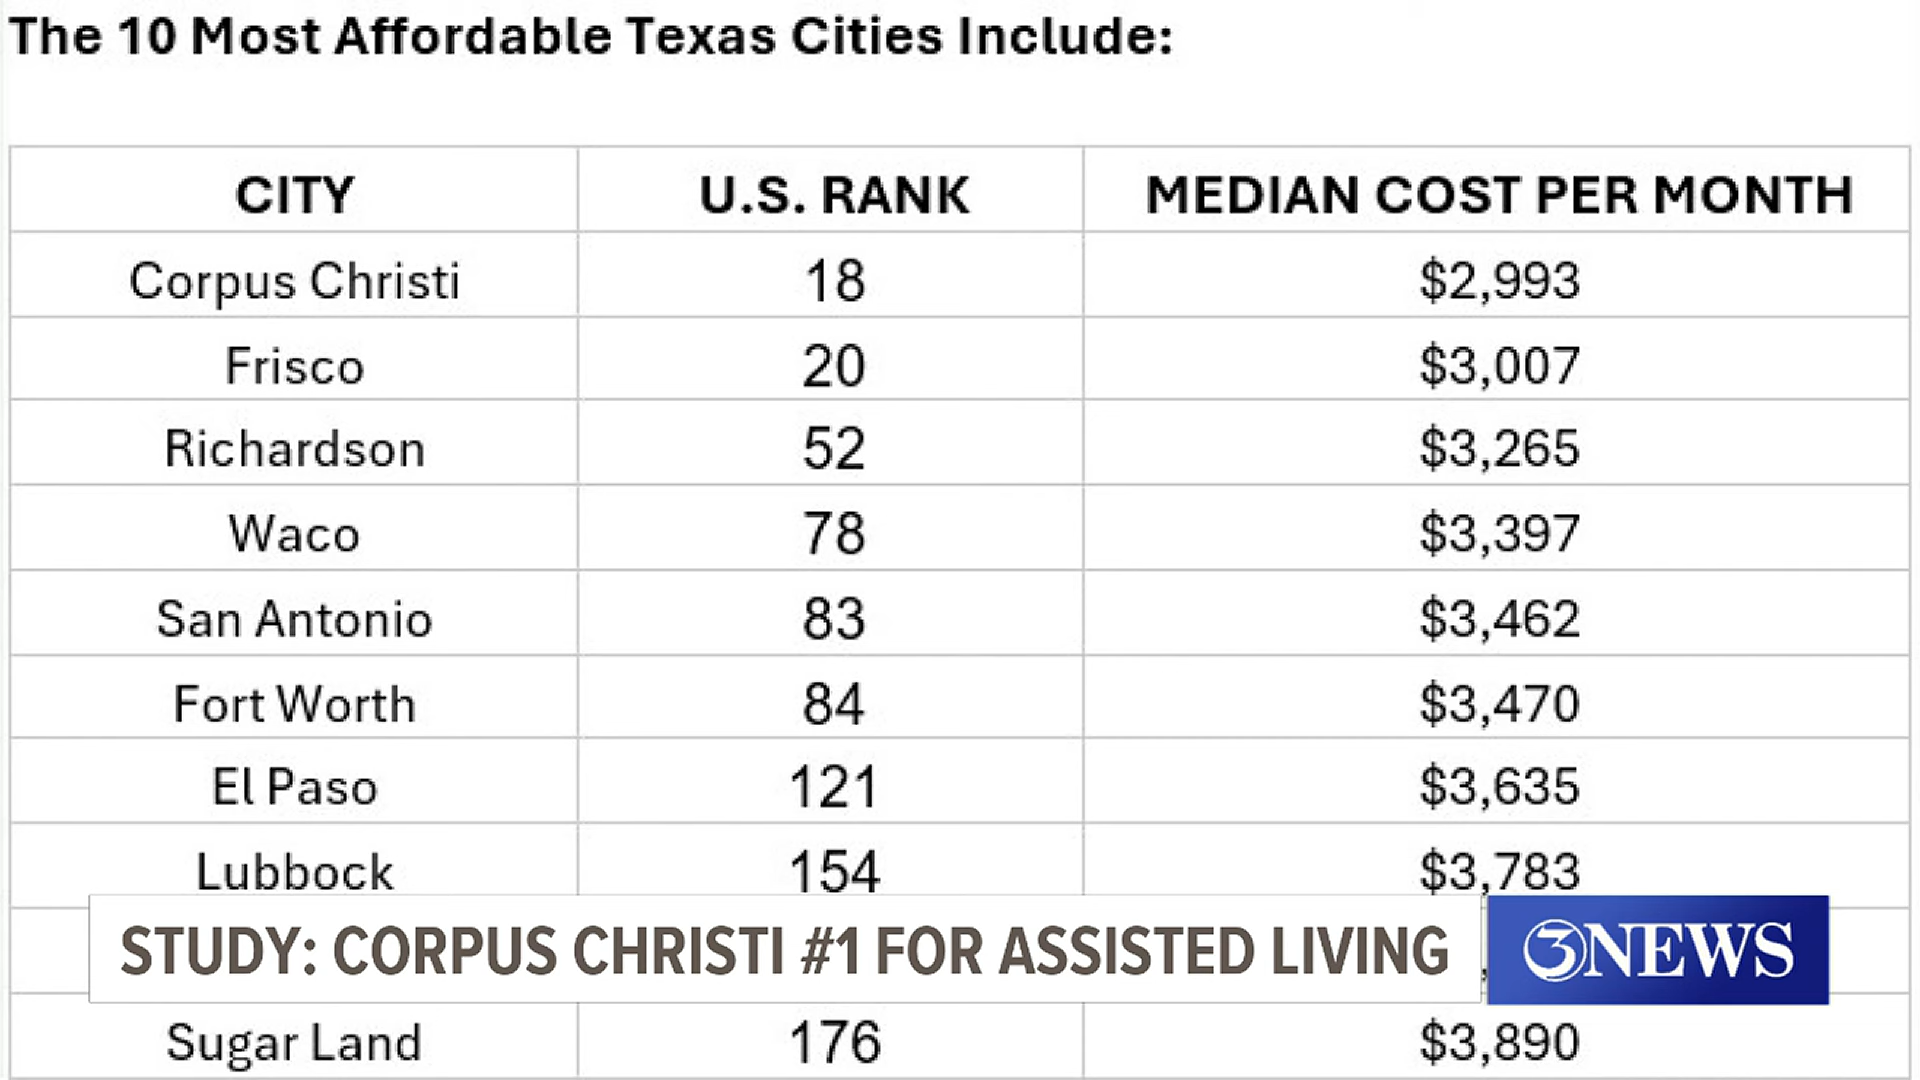 The 10 Most Affordable Texas Cities Include:
CITY U.S. RANK MEDIAN COST PER MONTH
Corpus Christi 18 $2,993
Frisco 20 $3,007
Richardson 52 $3,265
Waco 78 $3,397
San Antonio 83 $3,462
Fort Worth 84 $3,470
El Paso 121 $3,635
Lubbock 154 $3,783
STUDY: CORPUS CHRISTI #1 FOR ASSISTED LIVING 3NEWS
Sugar Land 176 $3,890